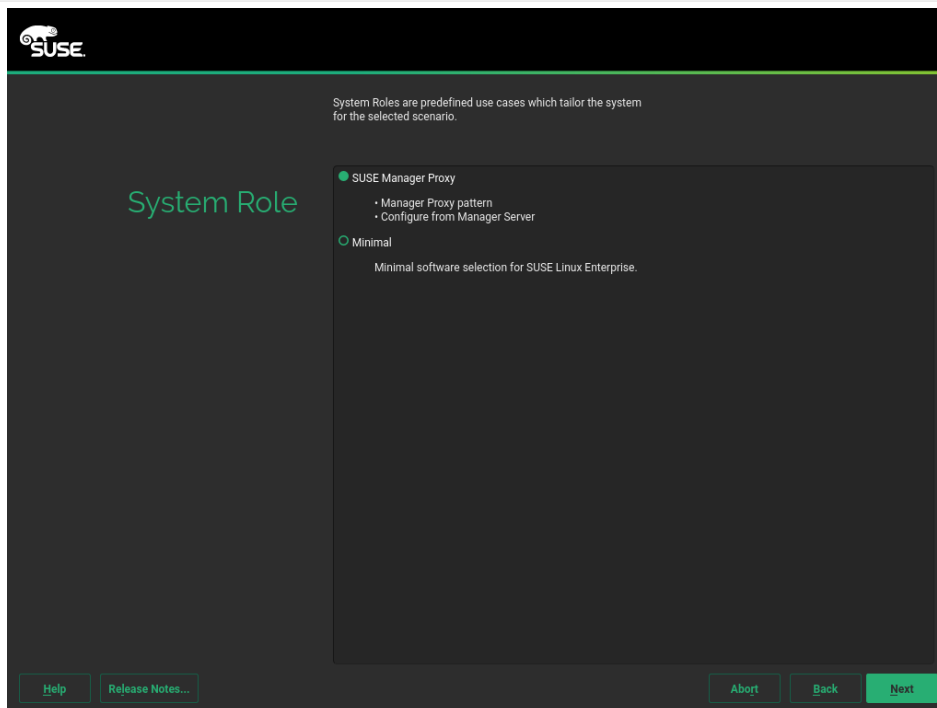 SUSE.
System Roles are predefined use cases which tailor the system
for the selected scenario.
System Role
SUSE Manager Proxy
• Manager Proxy pattern
• Configure from Manager Server
Minimal
Minimal software selection for SUSE Linux Enterprise.
Help
Release Notes...
Abort
Back
Next